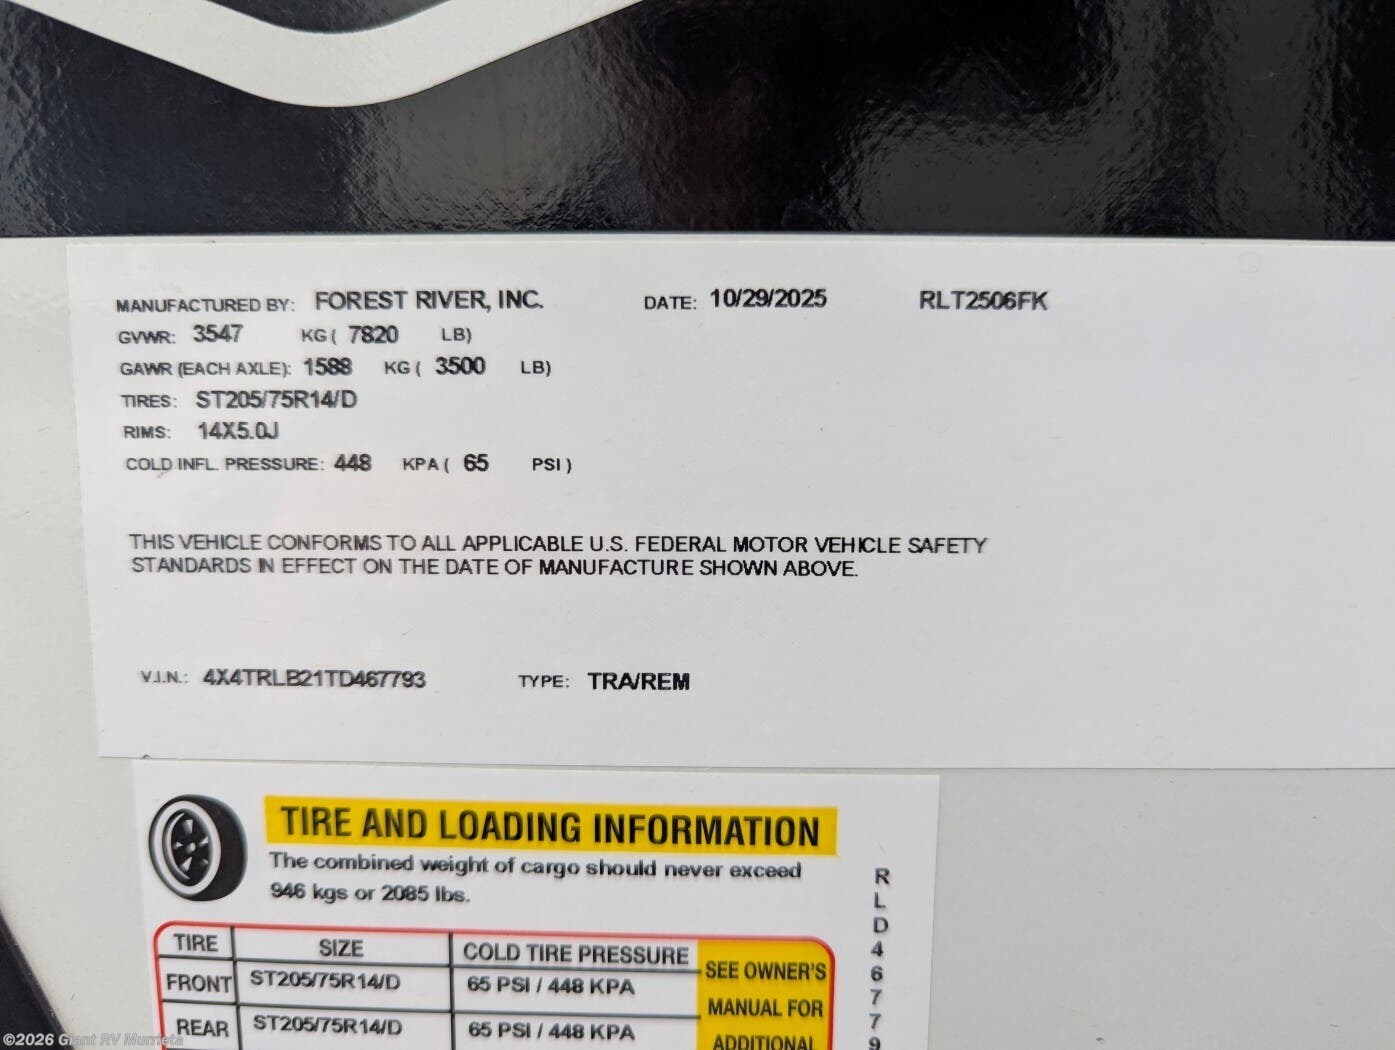 MANUFACTURED BY: FOREST RIVER, INC. DATE: 10/29/2025 RLT2506FK
GVWR: 3547 KG ( 7820 LB)
GAWR (EACH AXLE): 1588 KG ( 3500 LB)
TIRES: ST205/75R14/D
RIMS: 14X5.0J
COLD INFL. PRESSURE: 448 KPA ( 65 PSI )
THIS VEHICLE CONFORMS TO ALL APPLICABLE U.S. FEDERAL MOTOR VEHICLE SAFETY
STANDARDS IN EFFECT ON THE DATE OF MANUFACTURE SHOWN ABOVE.
V.I.N.: 4X4TRLB21TD467793 TYPE: TRA/REM
TIRE AND LOADING INFORMATION
The combined weight of cargo should never exceed
946 kgs or 2085 lbs.
TIRE SIZE COLD TIRE PRESSURE
FRONT ST205/75R14/D 65 PSI / 448 KPA
REAR ST205/75R14/D 65 PSI / 448 KPA
SEE OWNER'S
MANUAL FOR
ADDITIONAL
RLD46779
©2026 Giant RV Murrieta